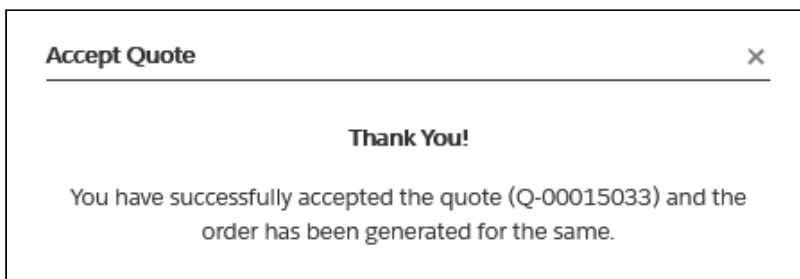 Accept Quote
Thank You!
You have successfully accepted the quote (Q-00015033) and the
order has been generated for the same.